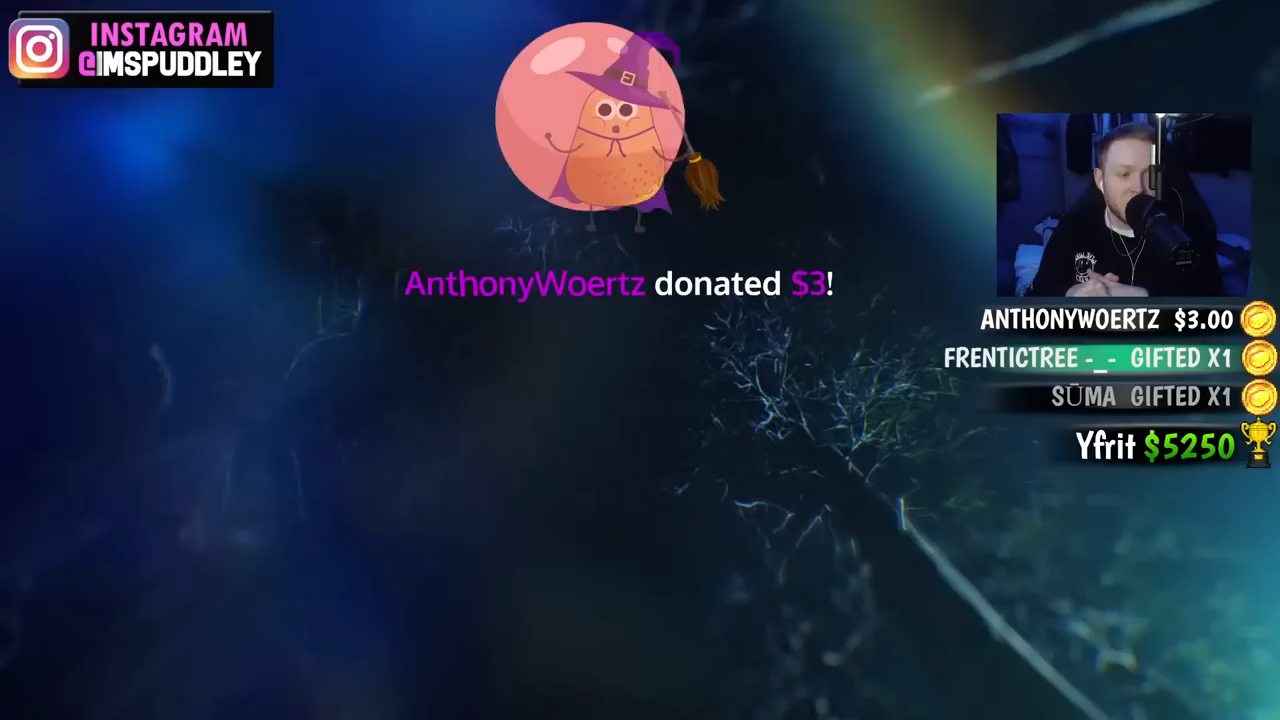 INSTAGRAM
@IMSPUDDLEY
AnthonyWoertz donated $3!
ANTHONYWOERTZ $3.00
FRENTICTREE -_- GIFTED X1
SŪMA GIFTED X1
Yfrit $5250